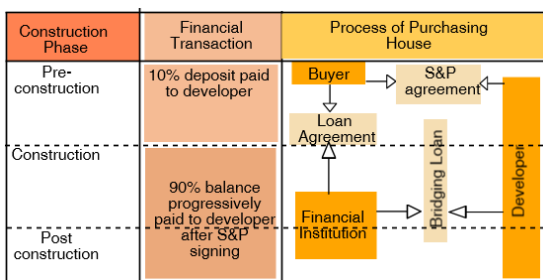 Construction
Phase
Financial
Transaction
Process of Purchasing
House
Pre-
construction
10% deposit paid
to developer
Buyer
S&P
agreement
Loan
Agreement
Construction
90% balance
progressively
paid to developer
after S&P
signing
Financial
Institution
Bridging Loan
Developer
Post
construction